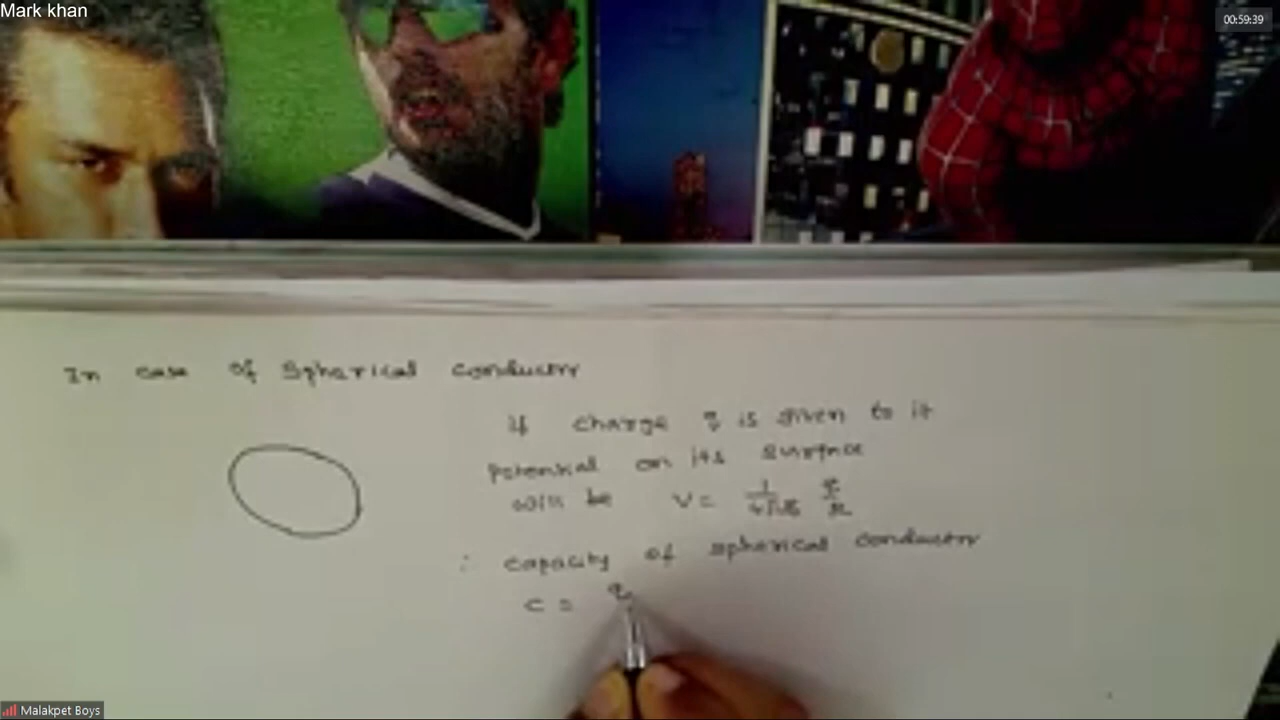 Mark khan
00:59:39
In case of Spherical conductor
If charge q is given to it
Potential on its surface
will be V = 1/4πε₀ q/r
∴ capacity of spherical conductor
C = q
Malakpet Boys